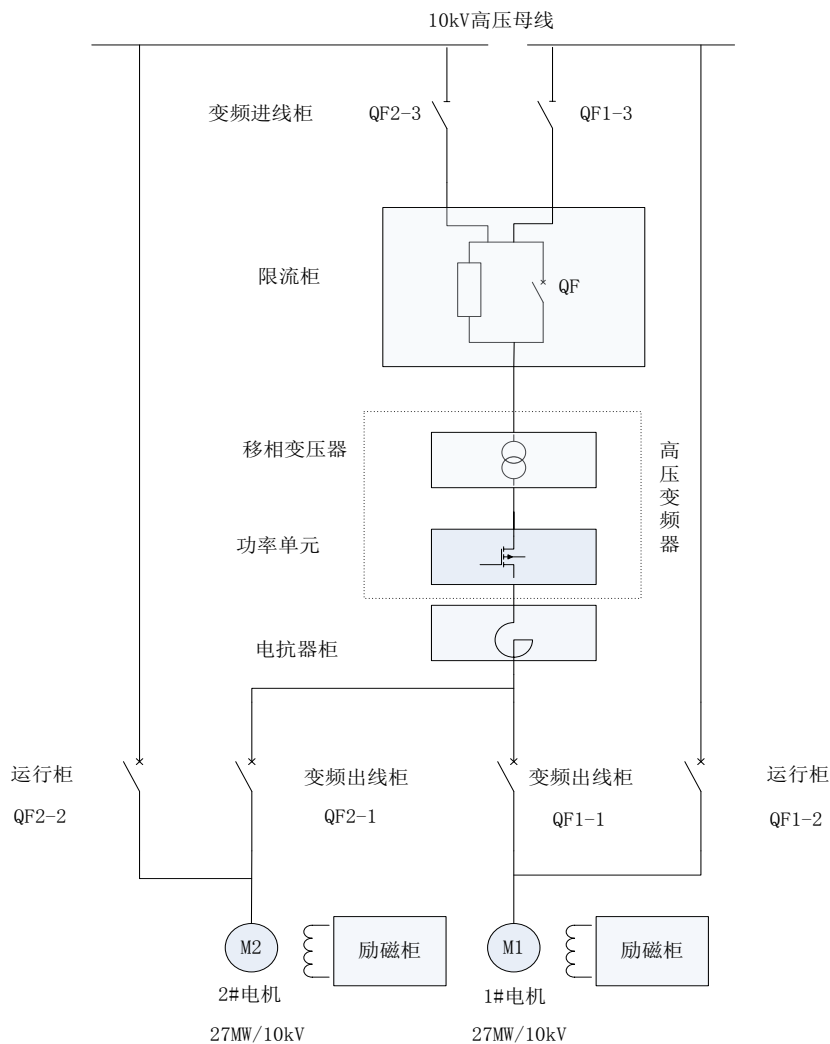 10kV高压母线
变频进线柜
QF2-3
QF1-3
限流柜
QF
移相变压器
高压变频器
功率单元
电抗器柜
运行柜
QF2-2
变频出线柜
QF2-1
变频出线柜
QF1-1
运行柜
QF1-2
M2
励磁柜
M1
励磁柜
2#电机
1#电机
27MW/10kV
27MW/10kV